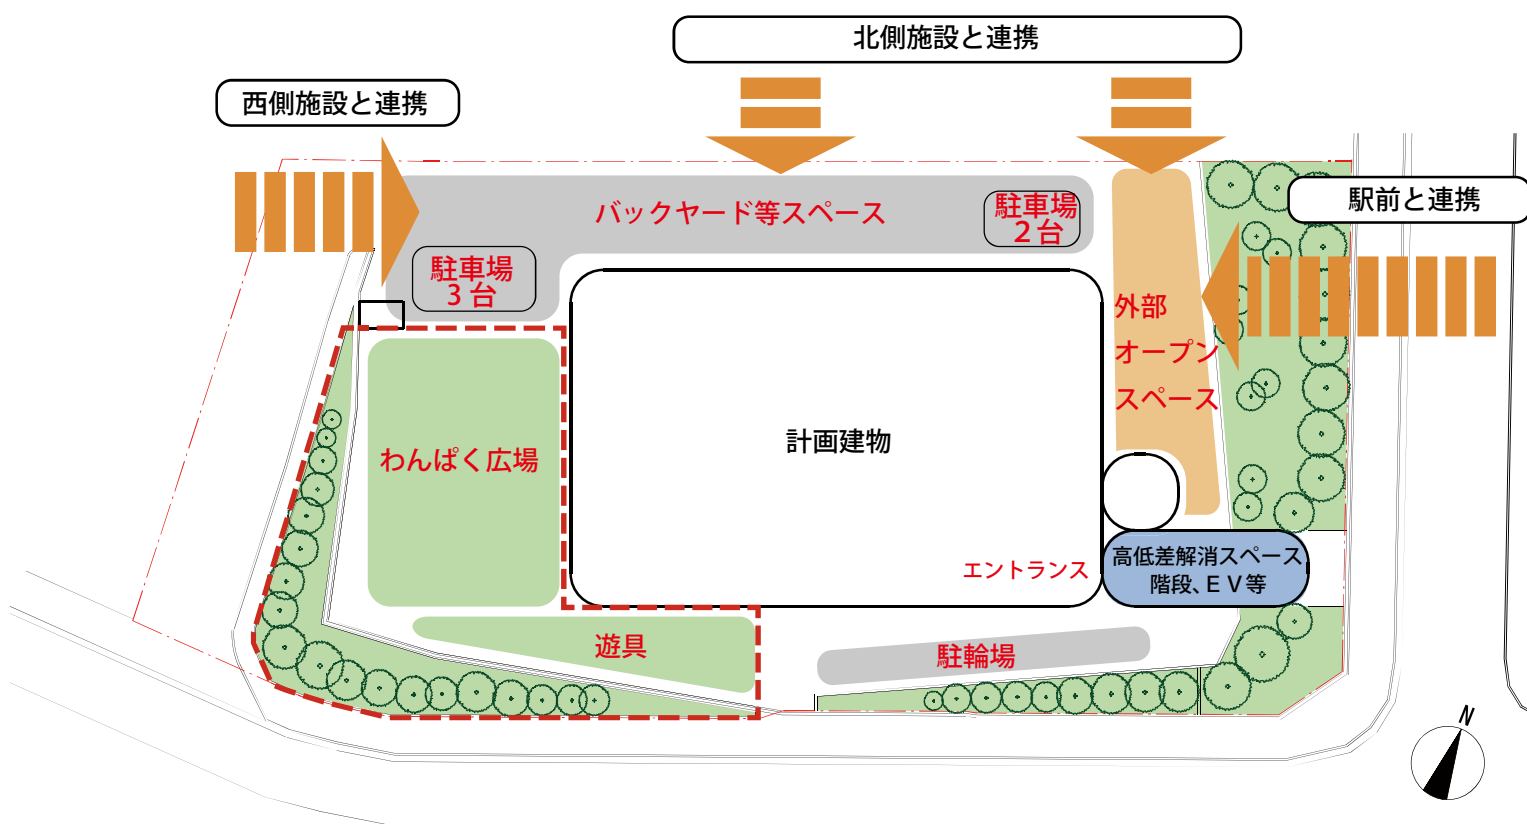 北側施設と連携
西側施設と連携
駅前と連携
バックヤード等スペース
駐車場
2台
駐車場
3台
外部
オープン
スペース
わんぱく広場
計画建物
エントランス
高低差解消スペース
階段、EV等
遊具
駐輪場
N